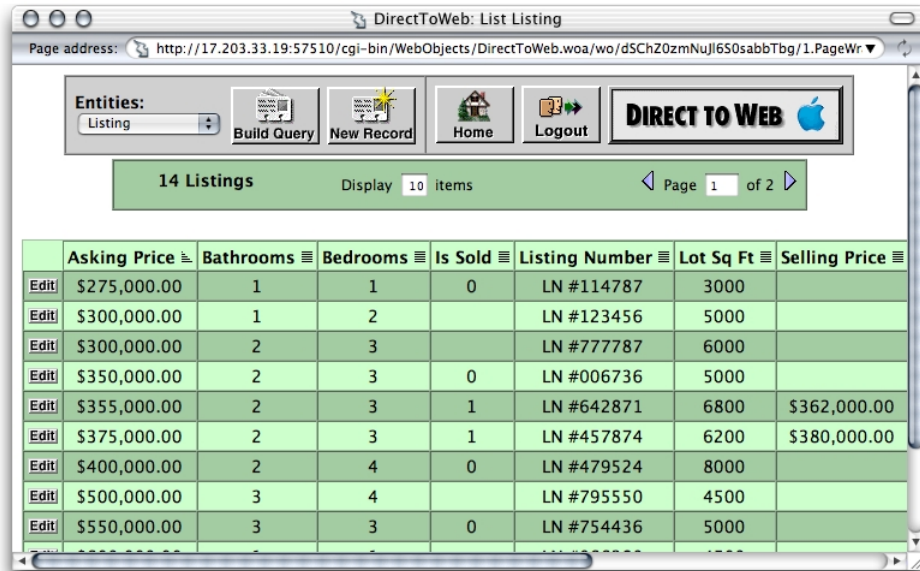 DirectToWeb: List Listing
Page address: http://17.203.33.19:57510/cgi-bin/WebObjects/DirectToWeb.woa/wo/dSChZ0zmNuJl6S0sabbTbg/1.PageWr
Entities:
Listing
Build Query New Record Home Logout DIRECT TO WEB
14 Listings Display 10 items Page 1 of 2
Asking Price Bathrooms Bedrooms Is Sold Listing Number Lot Sq Ft Selling Price
Edit $275,000.00 1 1 0 LN #114787 3000
Edit $300,000.00 1 2 LN #123456 5000
Edit $300,000.00 2 3 LN #777787 6000
Edit $350,000.00 2 3 0 LN #006736 5000
Edit $355,000.00 2 3 1 LN #642871 6800 $362,000.00
Edit $375,000.00 2 3 1 LN #457874 6200 $380,000.00
Edit $400,000.00 2 4 0 LN #479524 8000
Edit $500,000.00 3 4 LN #795550 4500
Edit $550,000.00 3 3 0 LN #754436 5000